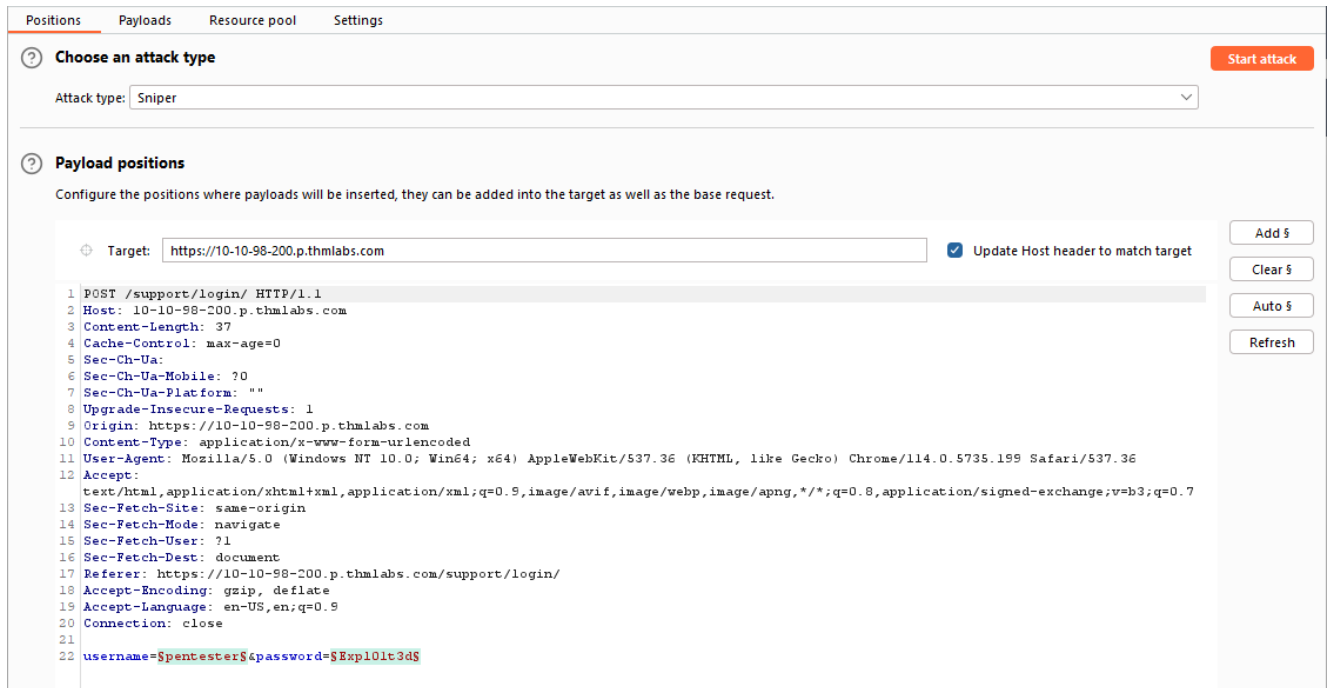 Positions Payloads Resource pool Settings
Choose an attack type
Start attack
Attack type: Sniper
Payload positions
Configure the positions where payloads will be inserted, they can be added into the target as well as the base request.
Target: https://10-10-98-200.p.thmlabs.com Update Host header to match target
Add §
Clear §
Auto §
Refresh
1 POST /support/login/ HTTP/1.1
2 Host: 10-10-98-200.p.thmlabs.com
3 Content-Length: 37
4 Cache-Control: max-age=0
5 Sec-Ch-Ua:
6 Sec-Ch-Ua-Mobile: ?0
7 Sec-Ch-Ua-Platform: ""
8 Upgrade-Insecure-Requests: 1
9 Origin: https://10-10-98-200.p.thmlabs.com
10 Content-Type: application/x-www-form-urlencoded
11 User-Agent: Mozilla/5.0 (Windows NT 10.0; Win64; x64) AppleWebKit/537.36 (KHTML, like Gecko) Chrome/114.0.5735.199 Safari/537.36
12 Accept:
text/html,application/xhtml+xml,application/xml;q=0.9,image/avif,image/webp,image/apng,*/*;q=0.8,application/signed-exchange;v=b3;q=0.7
13 Sec-Fetch-Site: same-origin
14 Sec-Fetch-Mode: navigate
15 Sec-Fetch-User: ?1
16 Sec-Fetch-Dest: document
17 Referer: https://10-10-98-200.p.thmlabs.com/support/login/
18 Accept-Encoding: gzip, deflate
19 Accept-Language: en-US,en;q=0.9
20 Connection: close
21
22 username=§pentester§&password=§Expl01t3d§